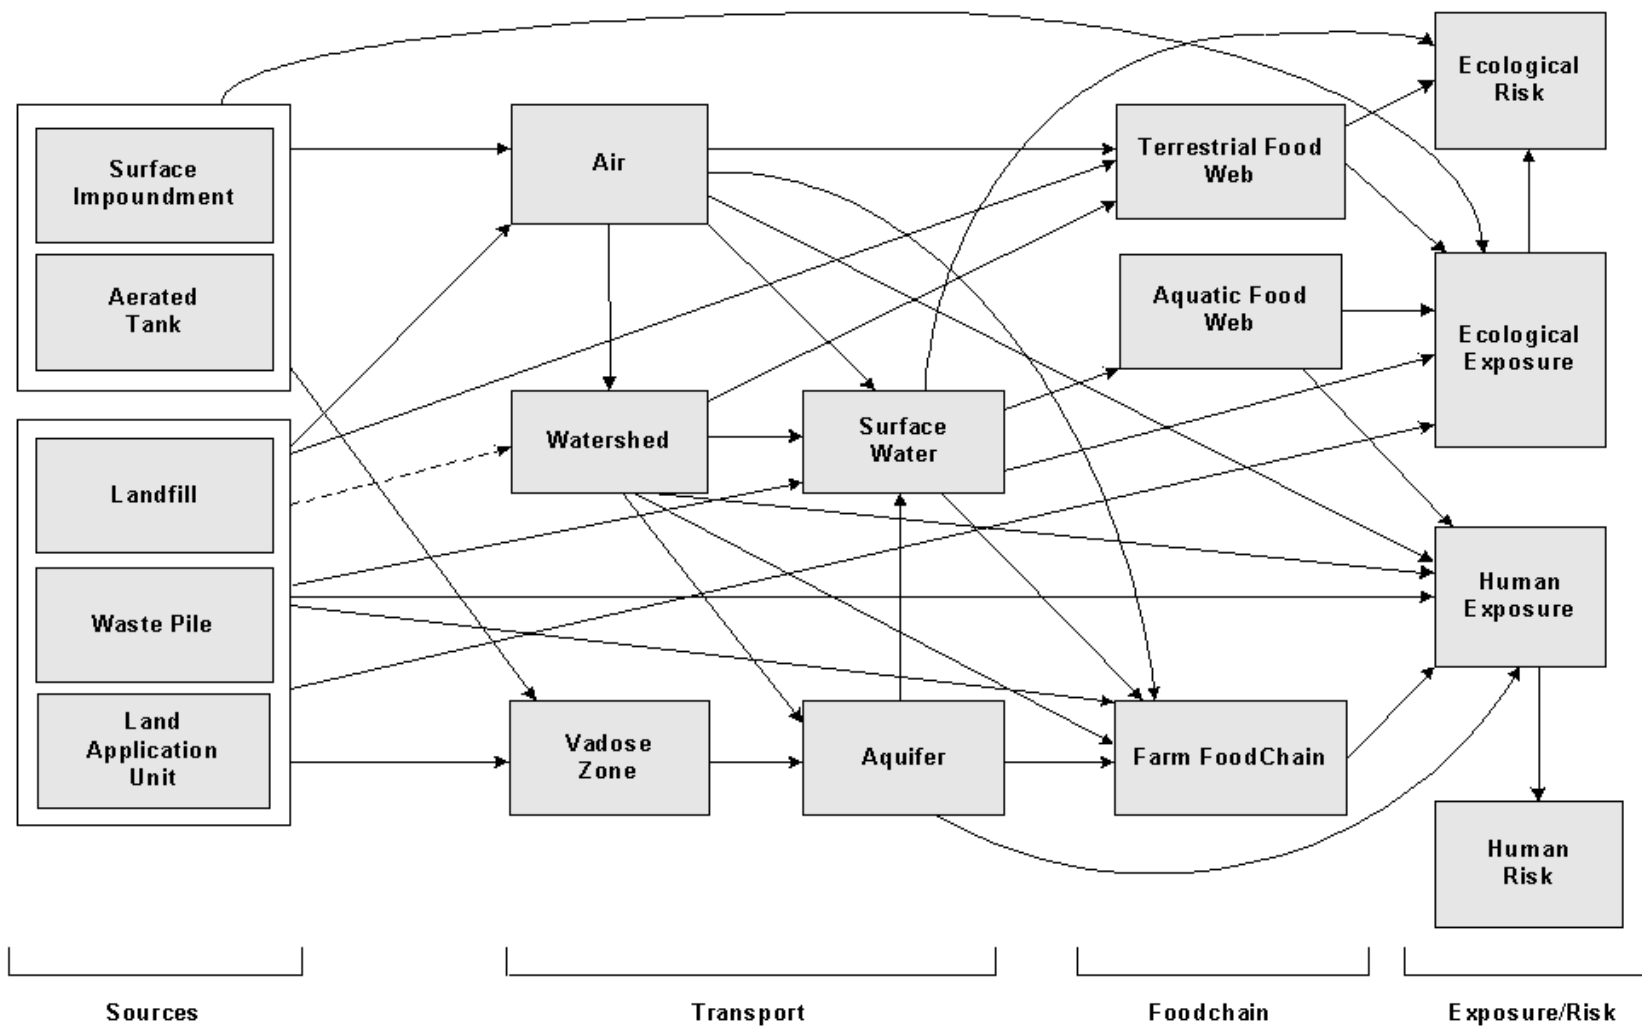 Surface
Impoundment
Aerated
Tank
Landfill
Waste Pile
Land
Application
Unit
Air
Watershed
Surface
Water
Vadose
Zone
Aquifer
Terrestrial Food
Web
Aquatic Food
Web
Farm FoodChain
Ecological
Risk
Ecological
Exposure
Human
Exposure
Human
Risk
Sources
Transport
Foodchain
Exposure/Risk